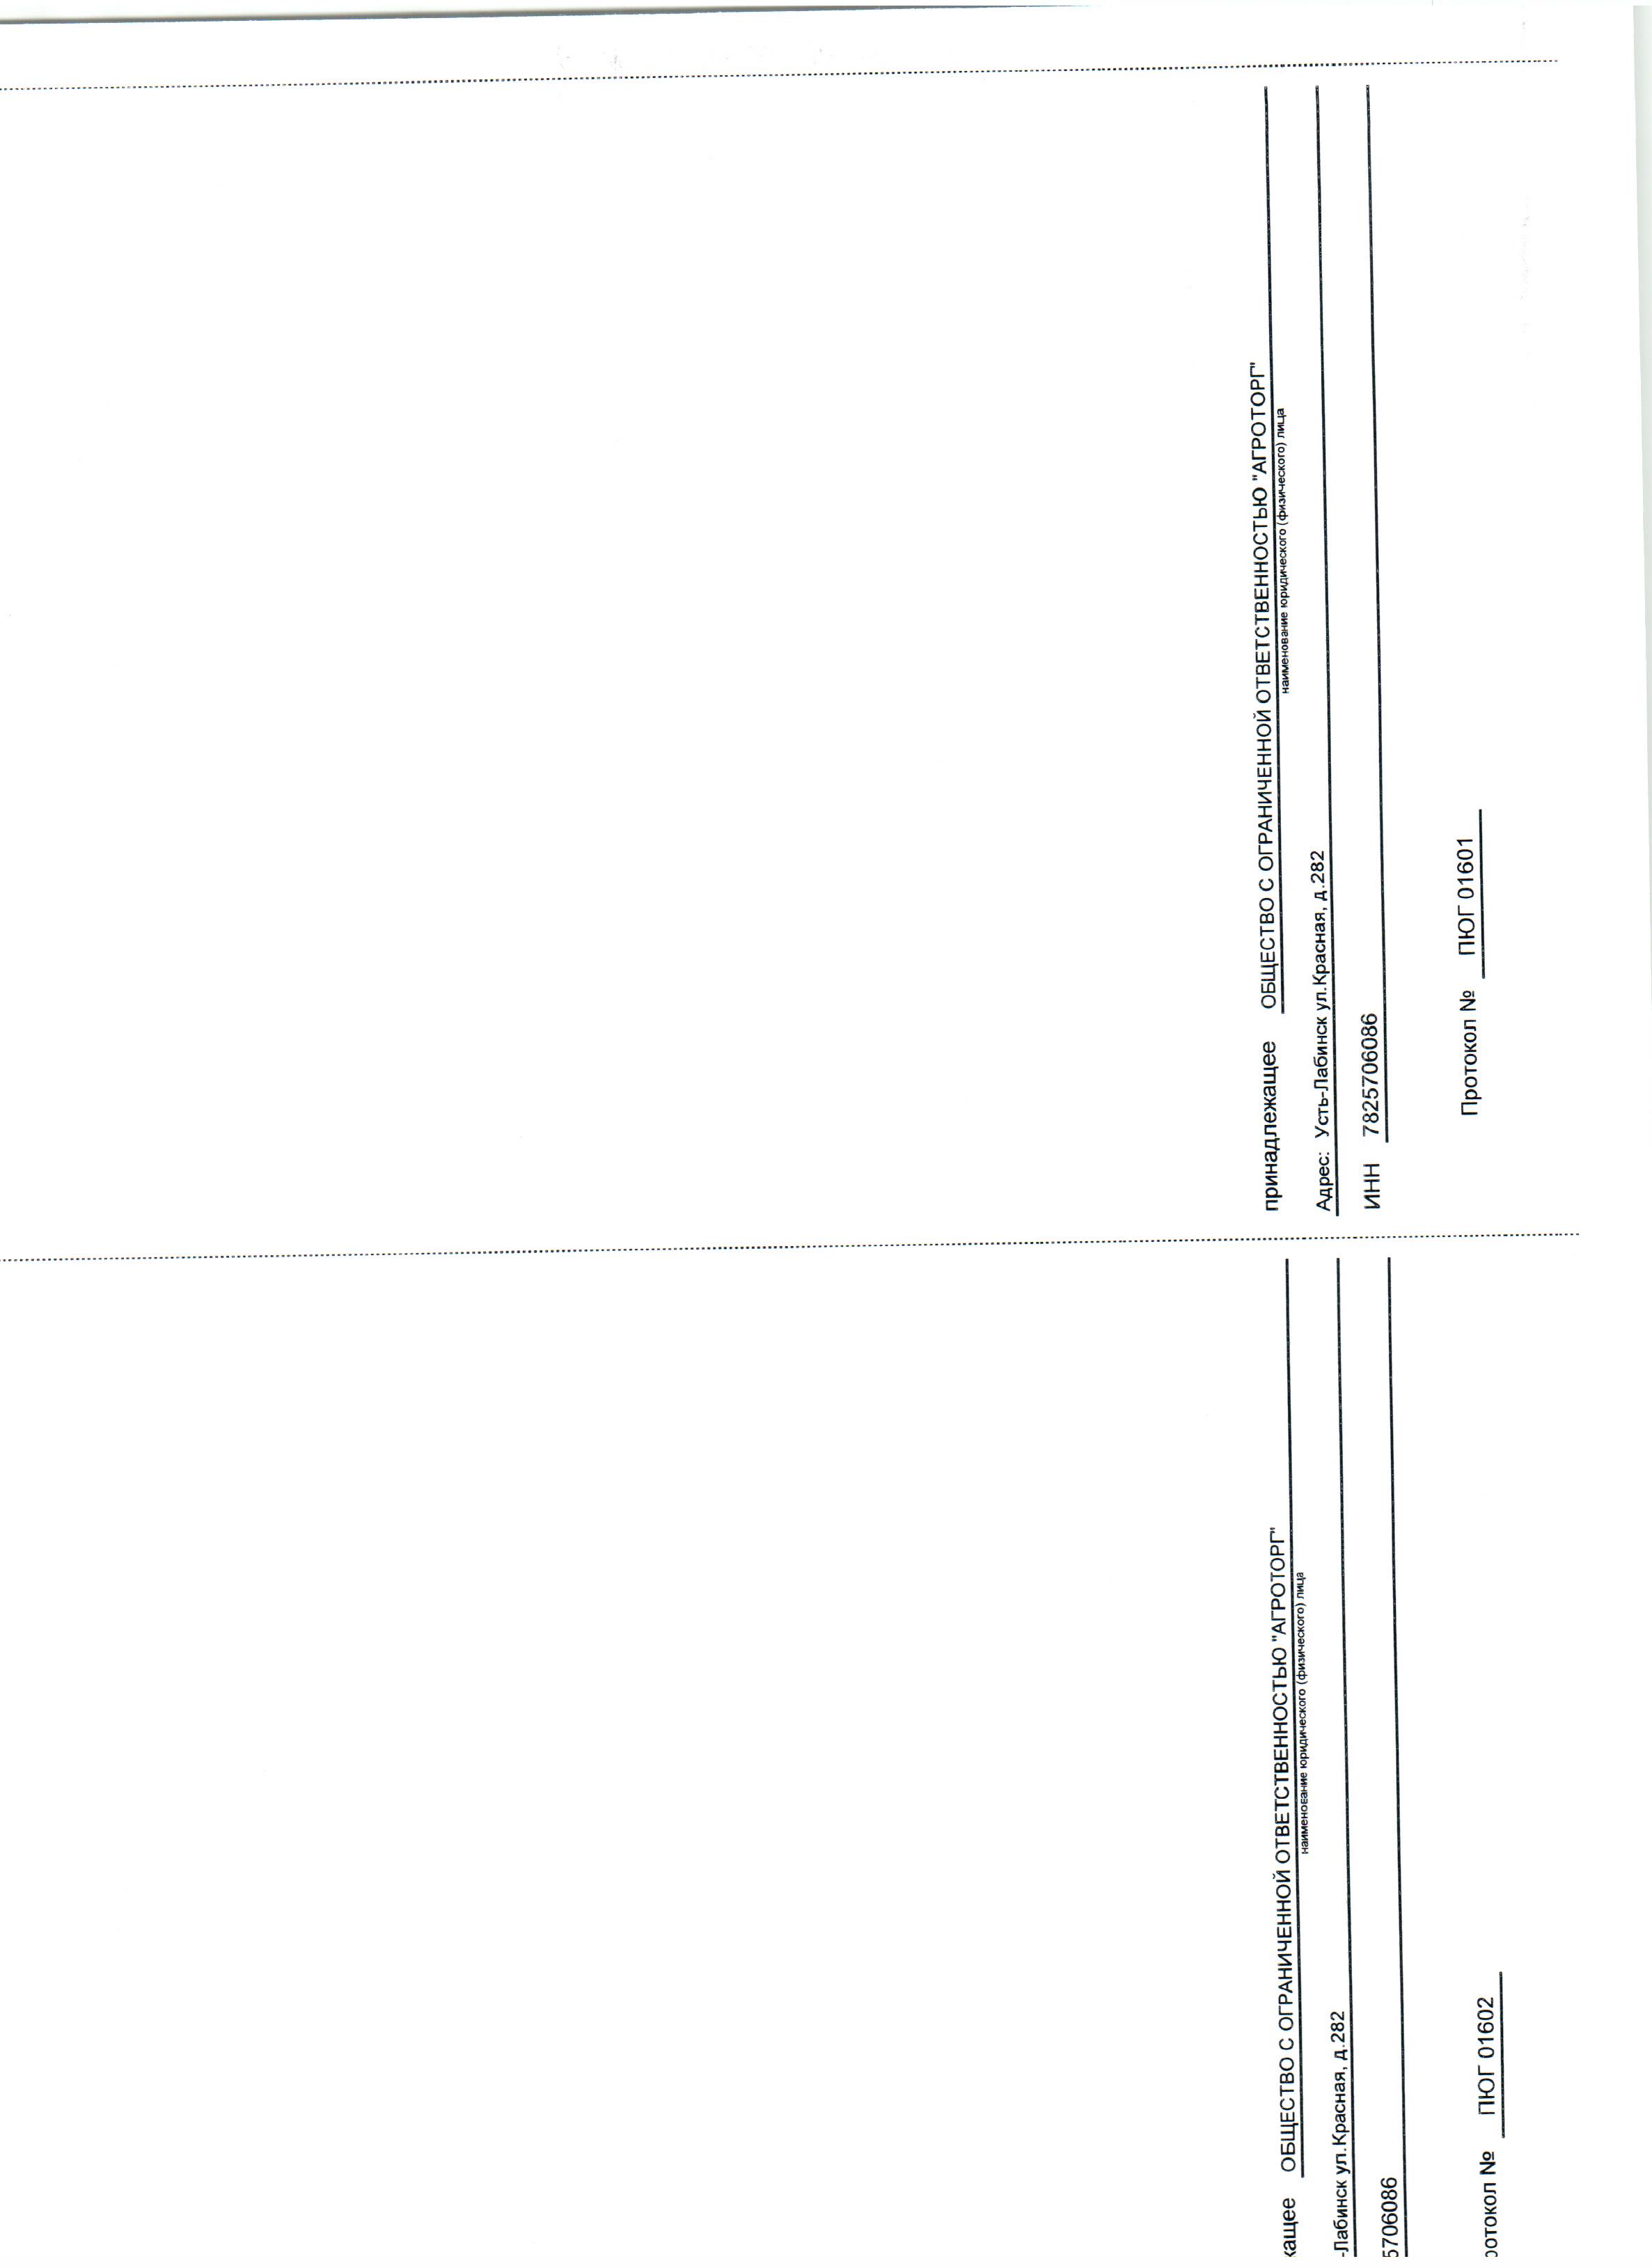 кащее ОБЩЕСТВО С ОГРАНИЧЕННОЙ ОТВЕТСТВЕННОСТЬЮ "АГРОТОРГ"
наименование юридического (физического) лица
-Лабинск ул.Красная, д.282
5706086
ротокол № ПЮГ 01602
принадлежащее ОБЩЕСТВО С ОГРАНИЧЕННОЙ ОТВЕТСТВЕННОСТЬЮ "АГРОТОРГ"
наименование юридического (физического) лица
Адрес: Усть-Лабинск ул.Красная, д.282
ИНН 7825706086
Протокол № ПЮГ 01601